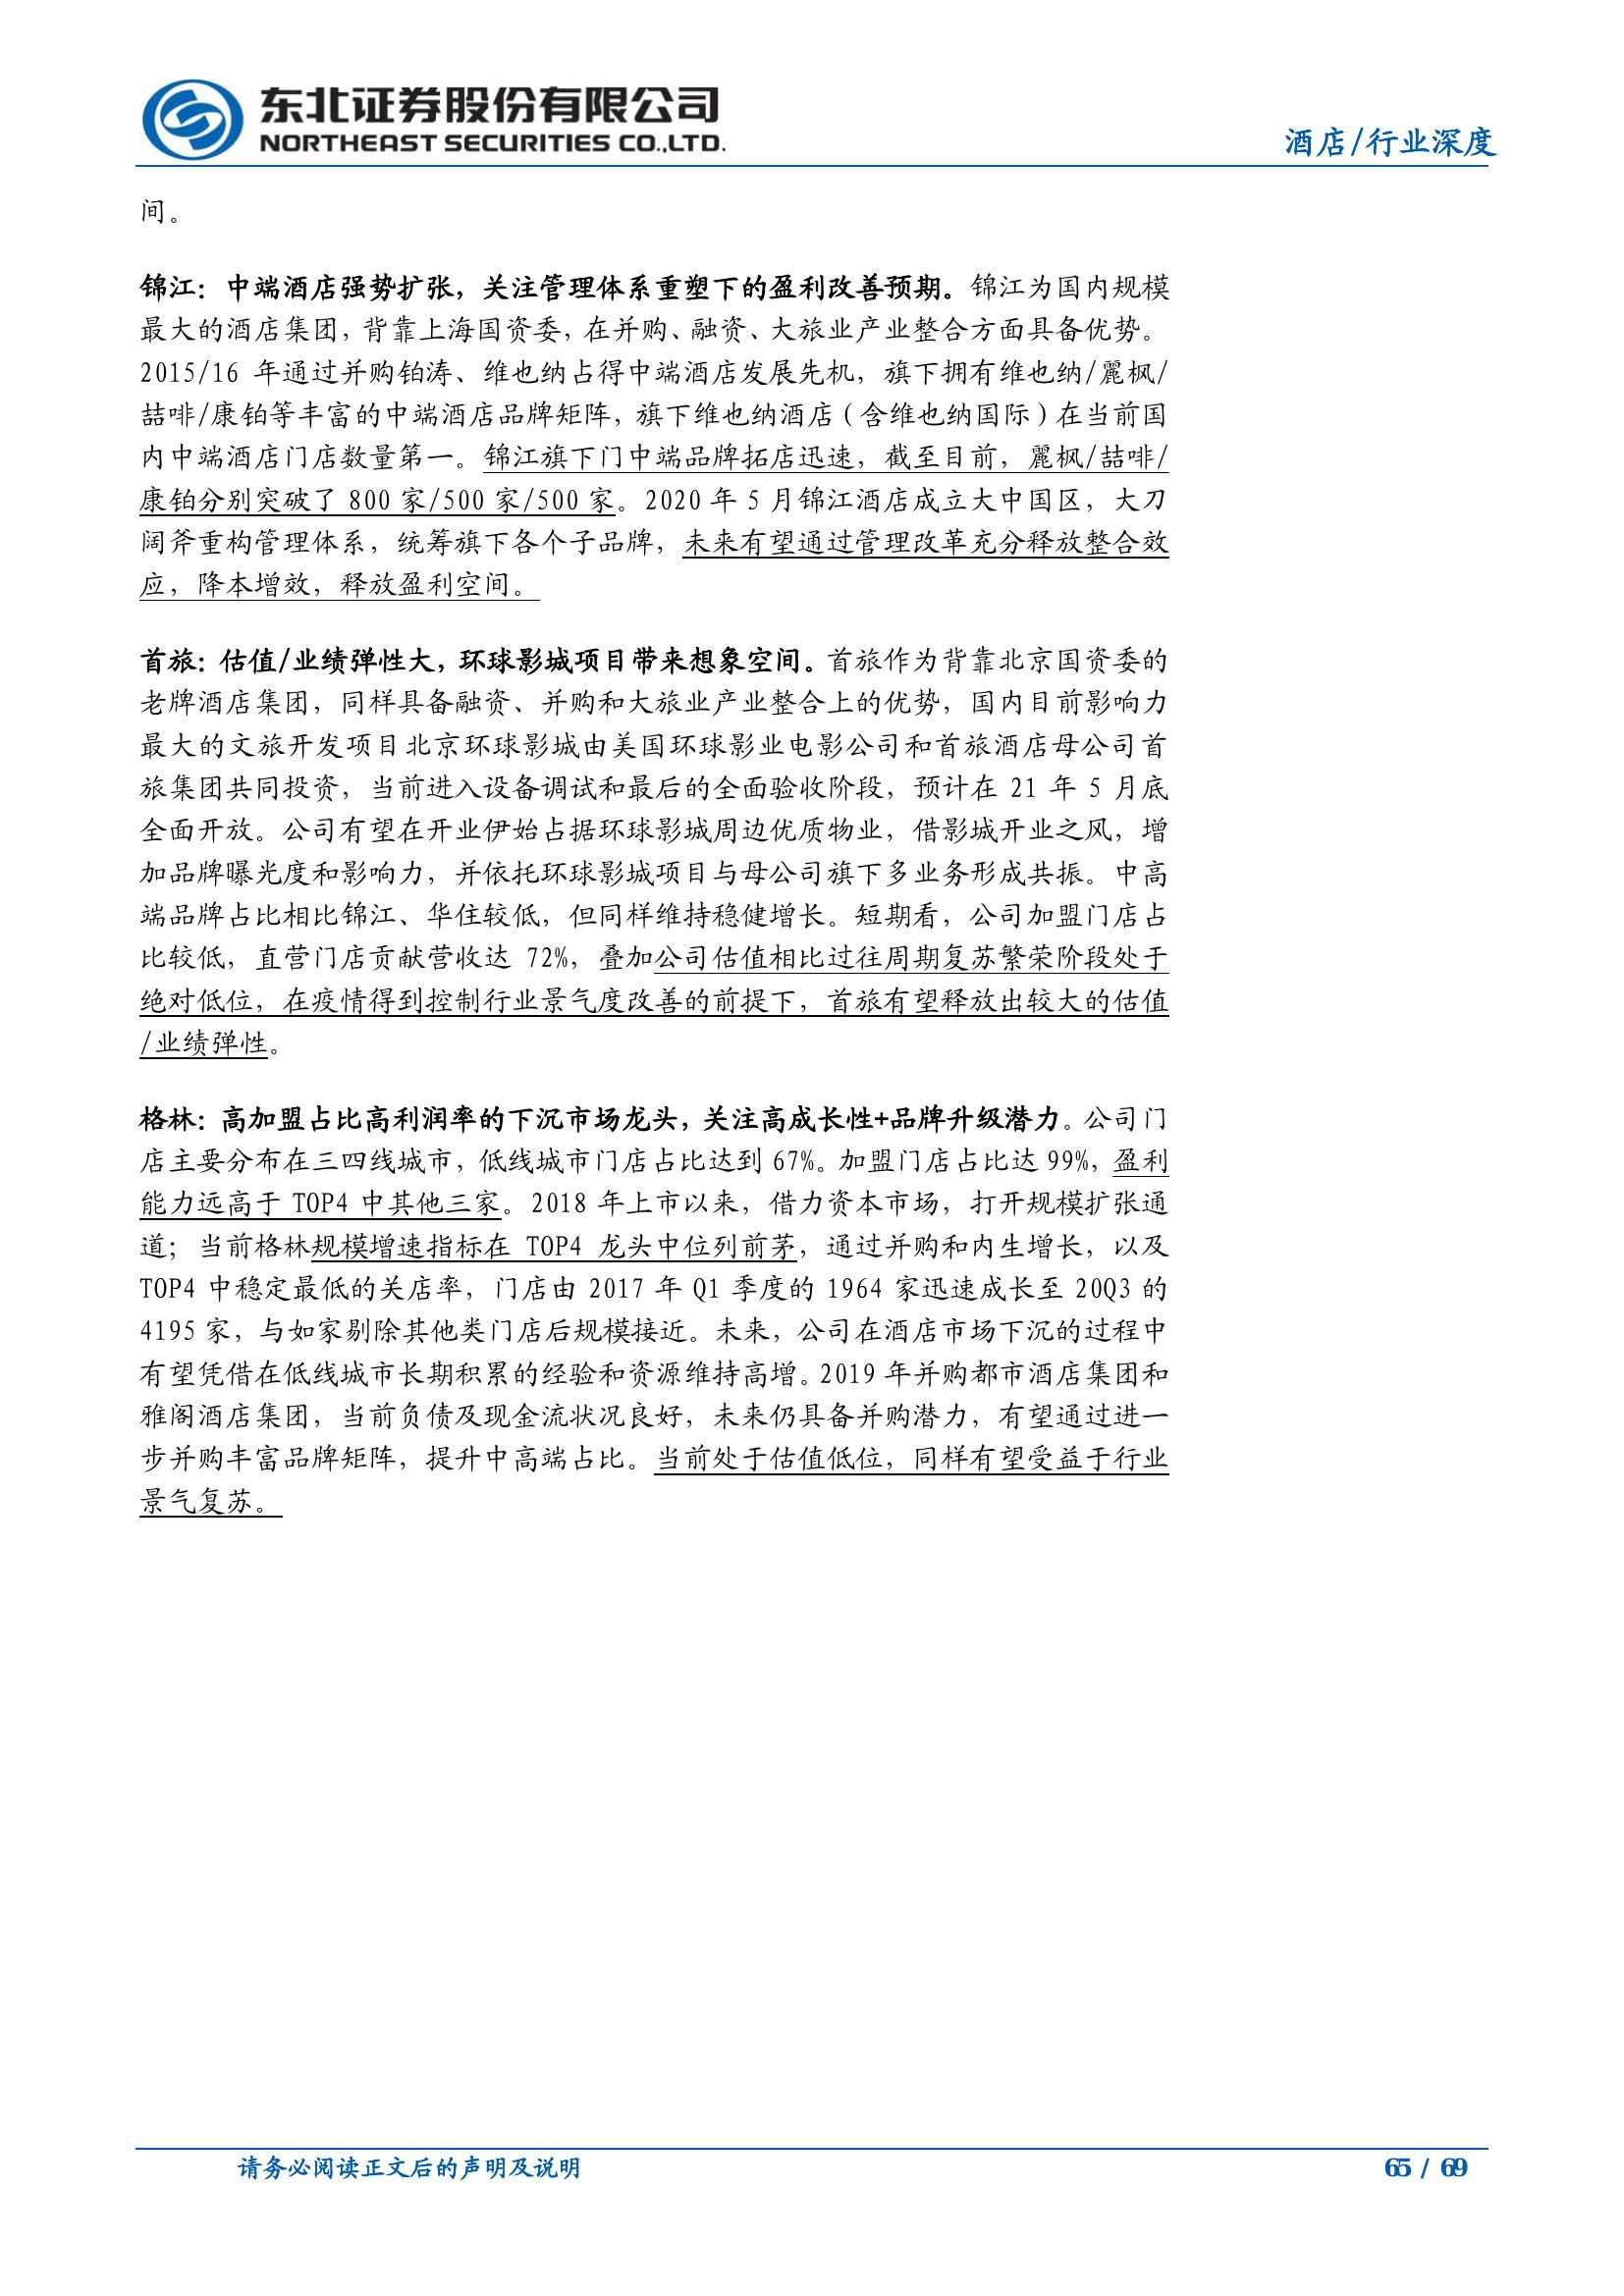 东北证券股份有限公司
NORTHEAST SECURITIES CO.,LTD.
酒店/行业深度
间。
锦江：中端酒店强势扩张，关注管理体系重塑下的盈利改善预期。锦江为国内规模
最大的酒店集团，背靠上海国资委，在并购、融资、大旅业产业整合方面具备优势。
2015/16 年通过并购铂涛、维也纳占得中端酒店发展先机，旗下拥有维也纳/麗枫/
喆啡/康铂等丰富的中端酒店品牌矩阵，旗下维也纳酒店（含维也纳国际）在当前国
内中端酒店门店数量第一。锦江旗下门中端品牌拓店迅速，截至目前，麗枫/喆啡/
康铂分别突破了 800 家/500 家/500 家。2020 年 5 月锦江酒店成立大中国区，大刀
阔斧重构管理体系，统筹旗下各个子品牌，未来有望通过管理改革充分释放整合效
应，降本增效，释放盈利空间。
首旅：估值/业绩弹性大，环球影城项目带来想象空间。首旅作为背靠北京国资委的
老牌酒店集团，同样具备融资、并购和大旅业产业整合上的优势，国内目前影响力
最大的文旅开发项目北京环球影城由美国环球影业电影公司和首旅酒店母公司首
旅集团共同投资，当前进入设备调试和最后的全面验收阶段，预计在 21 年 5 月底
全面开放。公司有望在开业伊始占据环球影城周边优质物业，借影城开业之风，增
加品牌曝光度和影响力，并依托环球影城项目与母公司旗下多业务形成共振。中高
端品牌占比相比锦江、华住较低，但同样维持稳健增长。短期看，公司加盟门店占
比较低，直营门店贡献营收达 72%，叠加公司估值相比过往周期复苏繁荣阶段处于
绝对低位，在疫情得到控制行业景气度改善的前提下，首旅有望释放出较大的估值
/业绩弹性。
格林：高加盟占比高利润率的下沉市场龙头，关注高成长性+品牌升级潜力。公司门
店主要分布在三四线城市，低线城市门店占比达到 67%。加盟门店占比达 99%，盈利
能力远高于 TOP4 中其他三家。2018 年上市以来，借力资本市场，打开规模扩张通
道；当前格林规模增速指标在 TOP4 龙头中位列前茅，通过并购和内生增长，以及
TOP4 中稳定最低的关店率，门店由 2017 年 Q1 季度的 1964 家迅速成长至 20Q3 的
4195 家，与如家剔除其他类门店后规模接近。未来，公司在酒店市场下沉的过程中
有望凭借在低线城市长期积累的经验和资源维持高增。2019 年并购都市酒店集团和
雅阁酒店集团，当前负债及现金流状况良好，未来仍具备并购潜力，有望通过进一
步并购丰富品牌矩阵，提升中高端占比。当前处于估值低位，同样有望受益于行业
景气复苏。
请务必阅读正文后的声明及说明
65 / 69